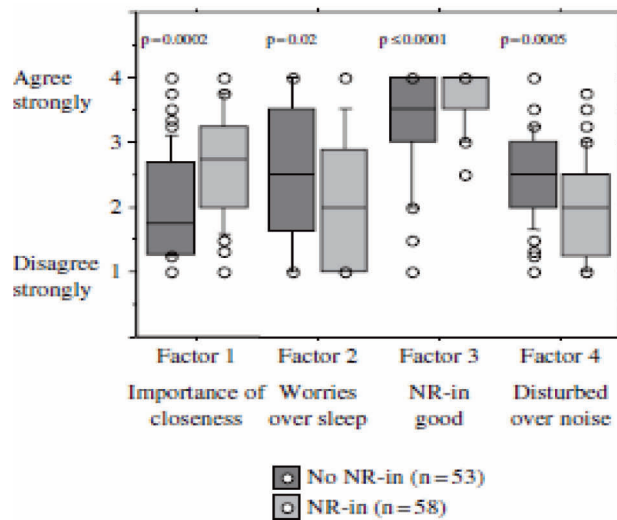 p=0.0002 p=0.02 p≤0.0001 p=0.0005
Agree
strongly
4
3
2
Disagree
strongly
1
Factor 1 Factor 2 Factor 3 Factor 4
Importance of Worries NR-in Disturbed
closeness over sleep good over noise
No NR-in (n=53)
NR-in (n=58)